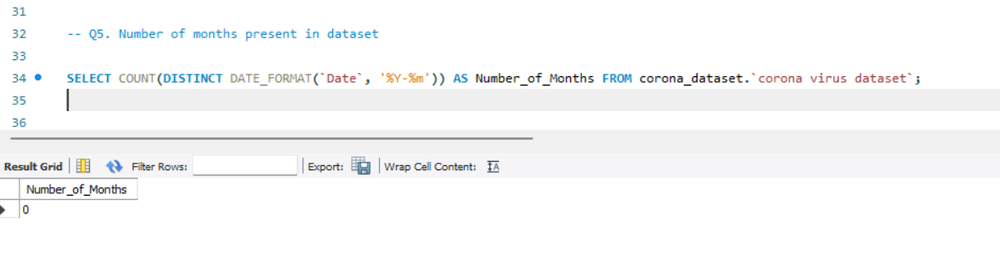 31
32 -- Q5. Number of months present in dataset
33
34 SELECT COUNT(DISTINCT DATE_FORMAT(`Date`, '%Y-%m')) AS Number_of_Months FROM corona_dataset.`corona virus dataset`;
35
36
Result Grid Filter Rows: Export: Wrap Cell Content: IA
Number_of_Months
0